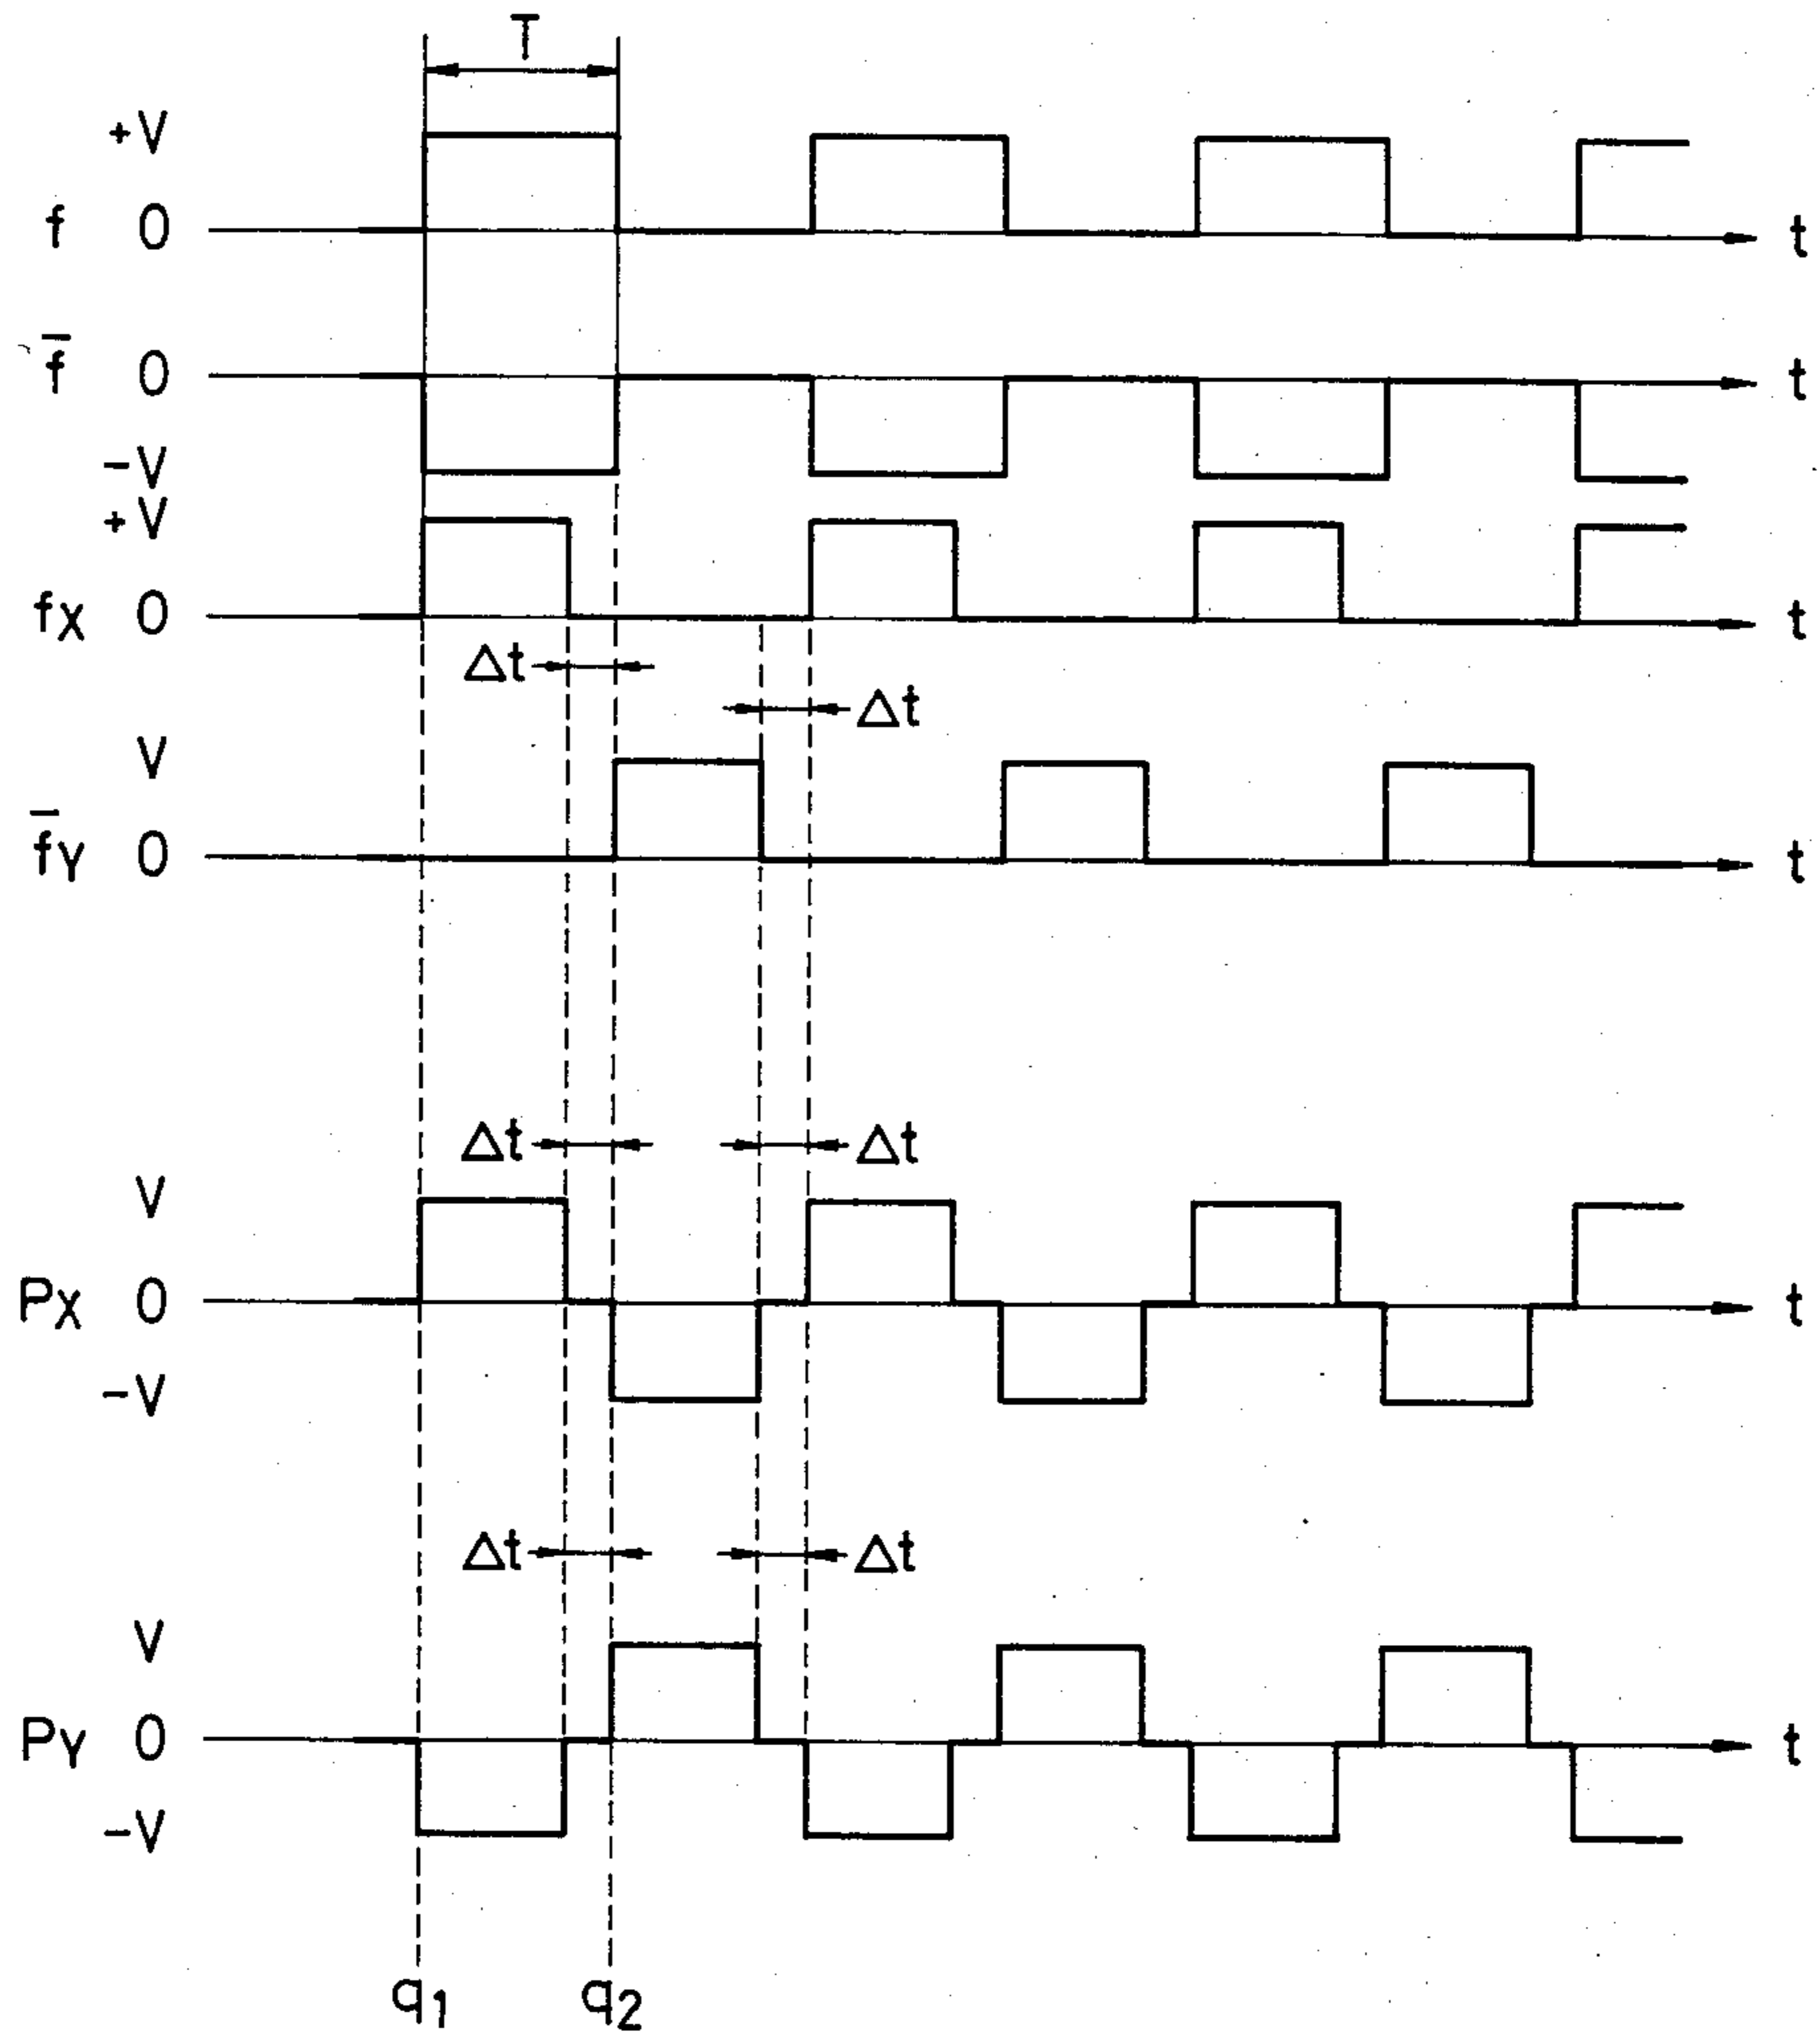 T
+V
f 0 t
f̄ 0 t
-V
+V
fX 0 t
Δt
Δt
V
f̄Y 0 t
Δt Δt
V
PX 0 t
-V
Δt Δt
V
PY 0 t
-V
q1 q2